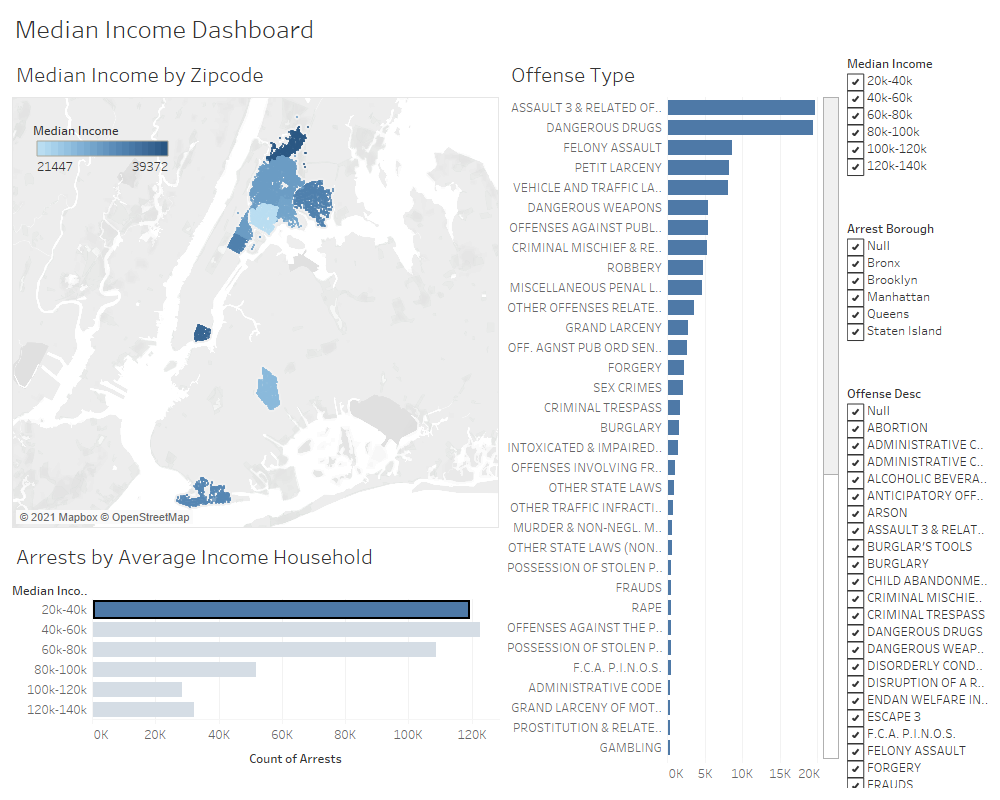 Median Income Dashboard
Median Income by Zipcode
Median Income
21447 39372
© 2021 Mapbox © OpenStreetMap
Arrests by Average Income Household
Median Inco..
20k-40k
40k-60k
60k-80k
80k-100k
100k-120k
120k-140k
0K 20K 40K 60K 80K 100K 120K
Count of Arrests
Offense Type
ASSAULT 3 & RELATED OF..
DANGEROUS DRUGS
FELONY ASSAULT
PETIT LARCENY
VEHICLE AND TRAFFIC LA..
DANGEROUS WEAPONS
OFFENSES AGAINST PUBL..
CRIMINAL MISCHIEF & RE..
ROBBERY
MISCELLANEOUS PENAL L..
OTHER OFFENSES RELATE..
GRAND LARCENY
OFF. AGNST PUB ORD SEN..
FORGERY
SEX CRIMES
CRIMINAL TRESPASS
BURGLARY
INTOXICATED & IMPAIRED..
OFFENSES INVOLVING FR..
OTHER STATE LAWS
OTHER TRAFFIC INFRACTI..
MURDER & NON-NEGL. M..
OTHER STATE LAWS (NON..
POSSESSION OF STOLEN P..
FRAUDS
RAPE
OFFENSES AGAINST THE P..
POSSESSION OF STOLEN P..
F.C.A. P.I.N.O.S.
ADMINISTRATIVE CODE
GRAND LARCENY OF MOT..
PROSTITUTION & RELATE..
GAMBLING
0K 5K 10K 15K 20K
Median Income
20k-40k
40k-60k
60k-80k
80k-100k
100k-120k
120k-140k
Arrest Borough
Null
Bronx
Brooklyn
Manhattan
Queens
Staten Island
Offense Desc
Null
ABORTION
ADMINISTRATIVE C..
ADMINISTRATIVE C..
ALCOHOLIC BEVERA..
ANTICIPATORY OFF..
ARSON
ASSAULT 3 & RELAT..
BURGLAR'S TOOLS
BURGLARY
CHILD ABANDONME..
CRIMINAL MISCHIE..
CRIMINAL TRESPASS
DANGEROUS DRUGS
DANGEROUS WEAP..
DISORDERLY COND..
DISRUPTION OF A R..
ENDAN WELFARE IN..
ESCAPE 3
F.C.A. P.I.N.O.S.
FELONY ASSAULT
FORGERY
FRAUDS